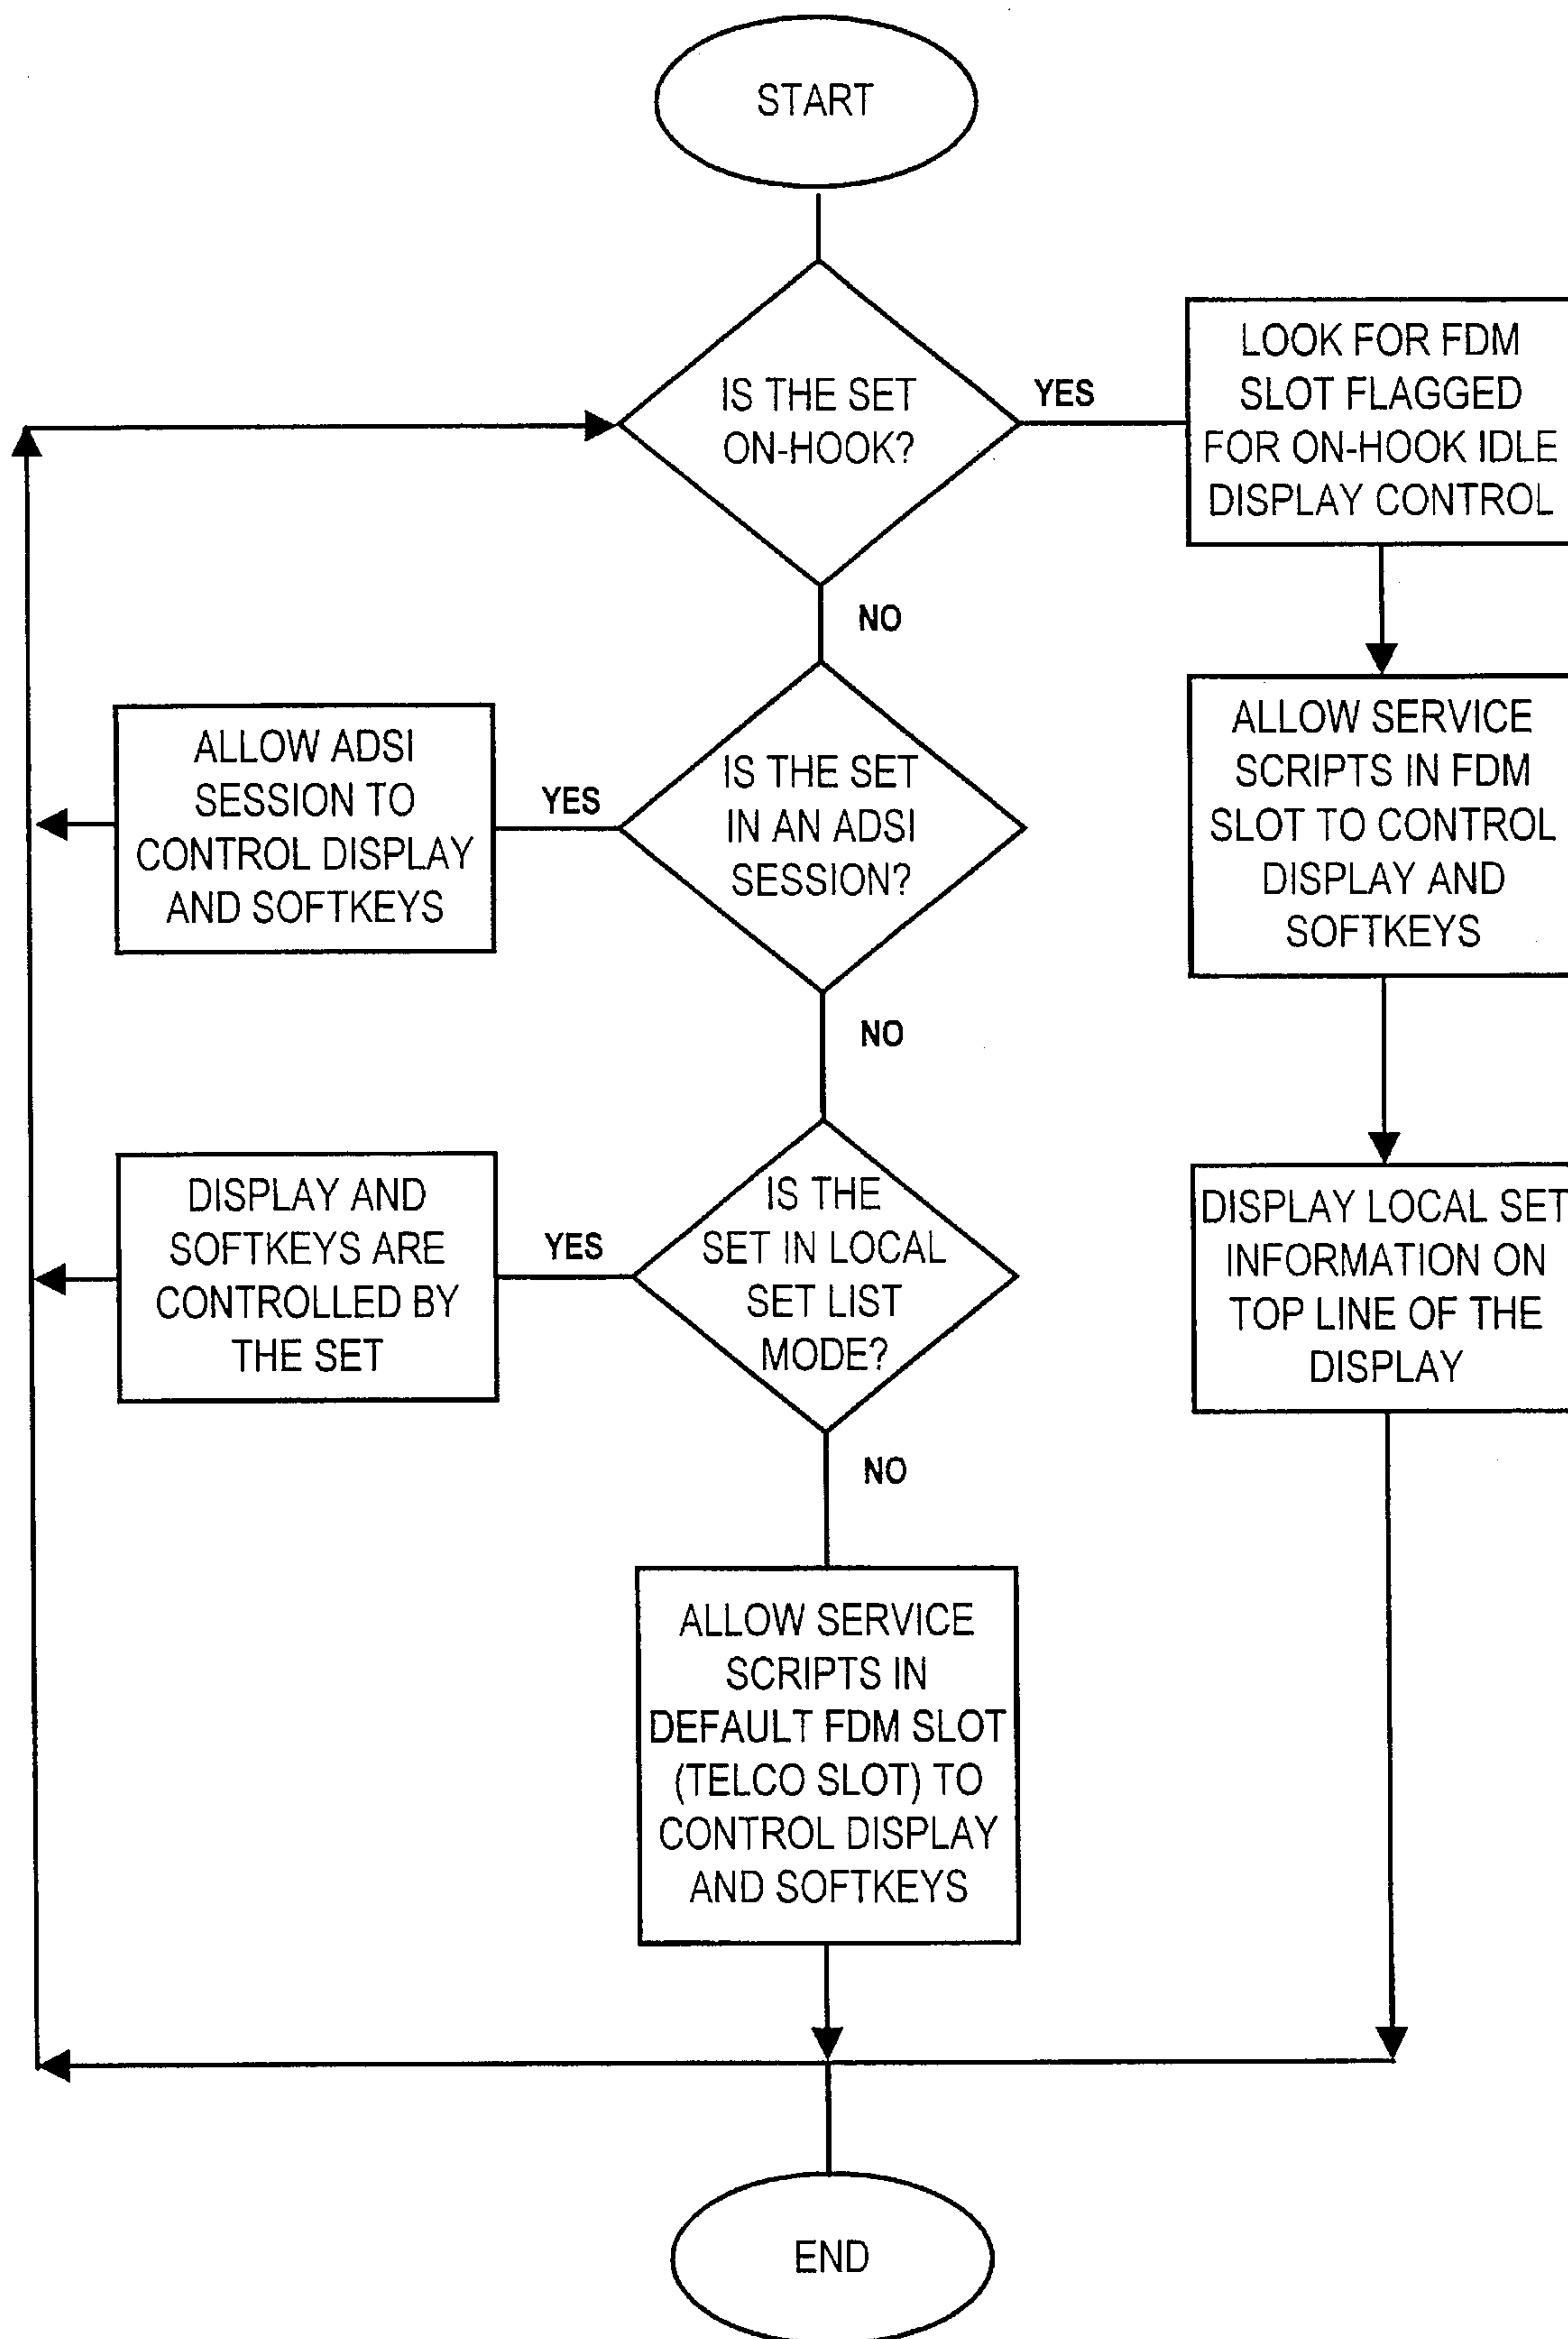 START
IS THE SET
ON-HOOK?
YES
LOOK FOR FDM
SLOT FLAGGED
FOR ON-HOOK IDLE
DISPLAY CONTROL
NO
ALLOW SERVICE
SCRIPTS IN FDM
SLOT TO CONTROL
DISPLAY AND
SOFTKEYS
ALLOW ADSI
SESSION TO
CONTROL DISPLAY
AND SOFTKEYS
YES
IS THE SET
IN AN ADSI
SESSION?
NO
DISPLAY LOCAL SET
INFORMATION ON
TOP LINE OF THE
DISPLAY
DISPLAY AND
SOFTKEYS ARE
CONTROLLED BY
THE SET
YES
IS THE
SET IN LOCAL
SET LIST
MODE?
NO
ALLOW SERVICE
SCRIPTS IN
DEFAULT FDM SLOT
(TELCO SLOT) TO
CONTROL DISPLAY
AND SOFTKEYS
END